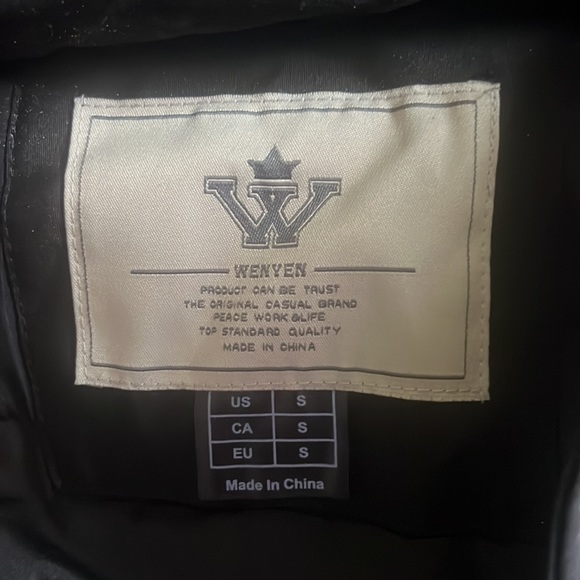 W
WENYEN
PRODUCT CAN BE TRUST
THE ORIGINAL CASUAL BRAND
PEACE WORK&LIFE
TOP STANDARD QUALITY
MADE IN CHINA
US S
CA S
EU S
Made In China